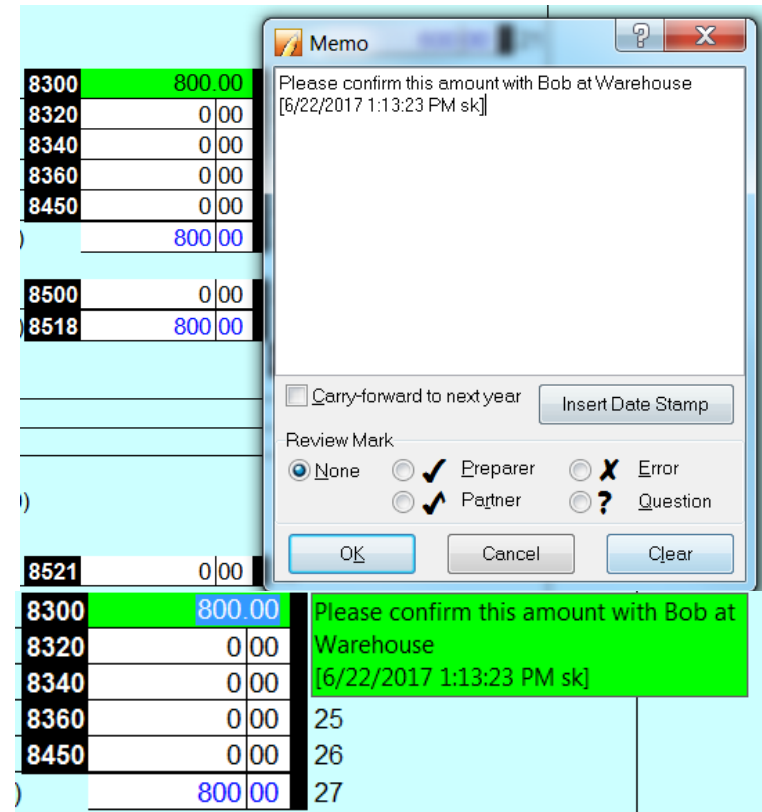 Memo
Please confirm this amount with Bob at Warehouse
[6/22/2017 1:13:23 PM sk]
8300 800.00
8320 0 00
8340 0 00
8360 0 00
8450 0 00
) 800 00
8500 0 00
) 8518 800 00
)
8521 0 00
Carry-forward to next year Insert Date Stamp
Review Mark
None Preparer Error
Partner Question
OK Cancel Clear
8300 800.00 Please confirm this amount with Bob at
8320 0 00 Warehouse
8340 0 00 [6/22/2017 1:13:23 PM sk]
8360 0 00 25
8450 0 00 26
) 800 00 27